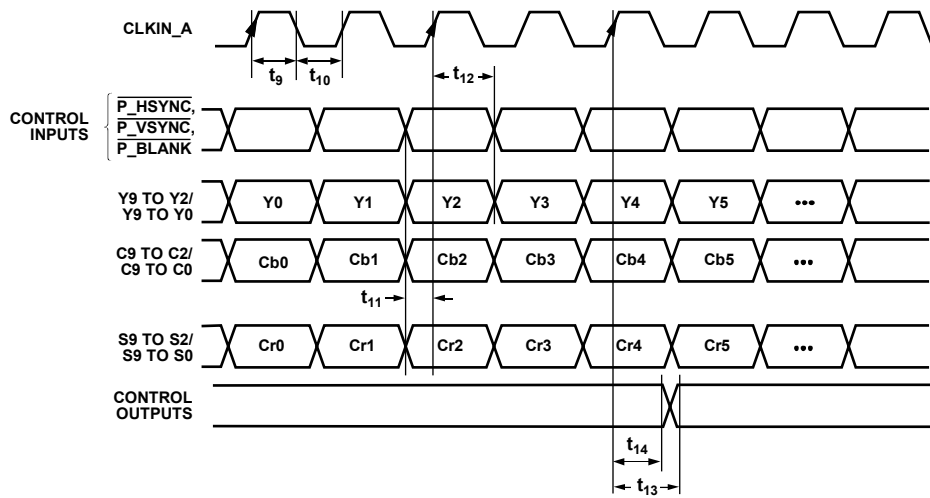 CLKIN_A
t9
t10
t12
CONTROL INPUTS
P_HSYNC,
P_VSYNC,
P_BLANK
Y9 TO Y2/
Y9 TO Y0
Y0 Y1 Y2 Y3 Y4 Y5 •••
C9 TO C2/
C9 TO C0
Cb0 Cb1 Cb2 Cb3 Cb4 Cb5 •••
t11
S9 TO S2/
S9 TO S0
Cr0 Cr1 Cr2 Cr3 Cr4 Cr5 •••
CONTROL
OUTPUTS
t14
t13